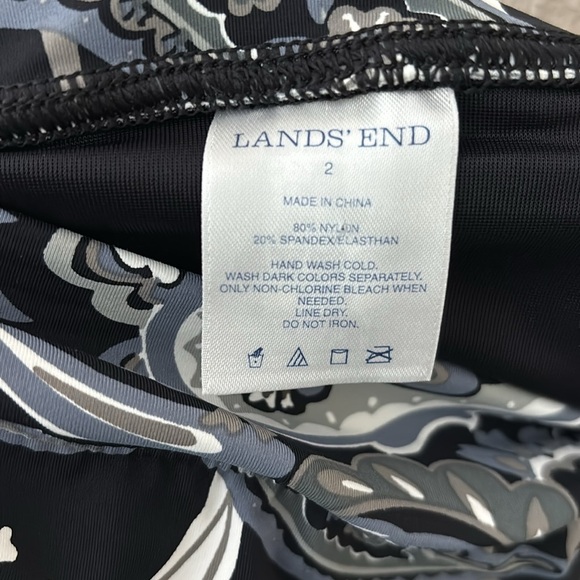 LANDS' END
2
MADE IN CHINA
80% NYLON
20% SPANDEX/ELASTHAN
HAND WASH COLD.
WASH DARK COLORS SEPARATELY.
ONLY NON-CHLORINE BLEACH WHEN
NEEDED.
LINE DRY.
DO NOT IRON.